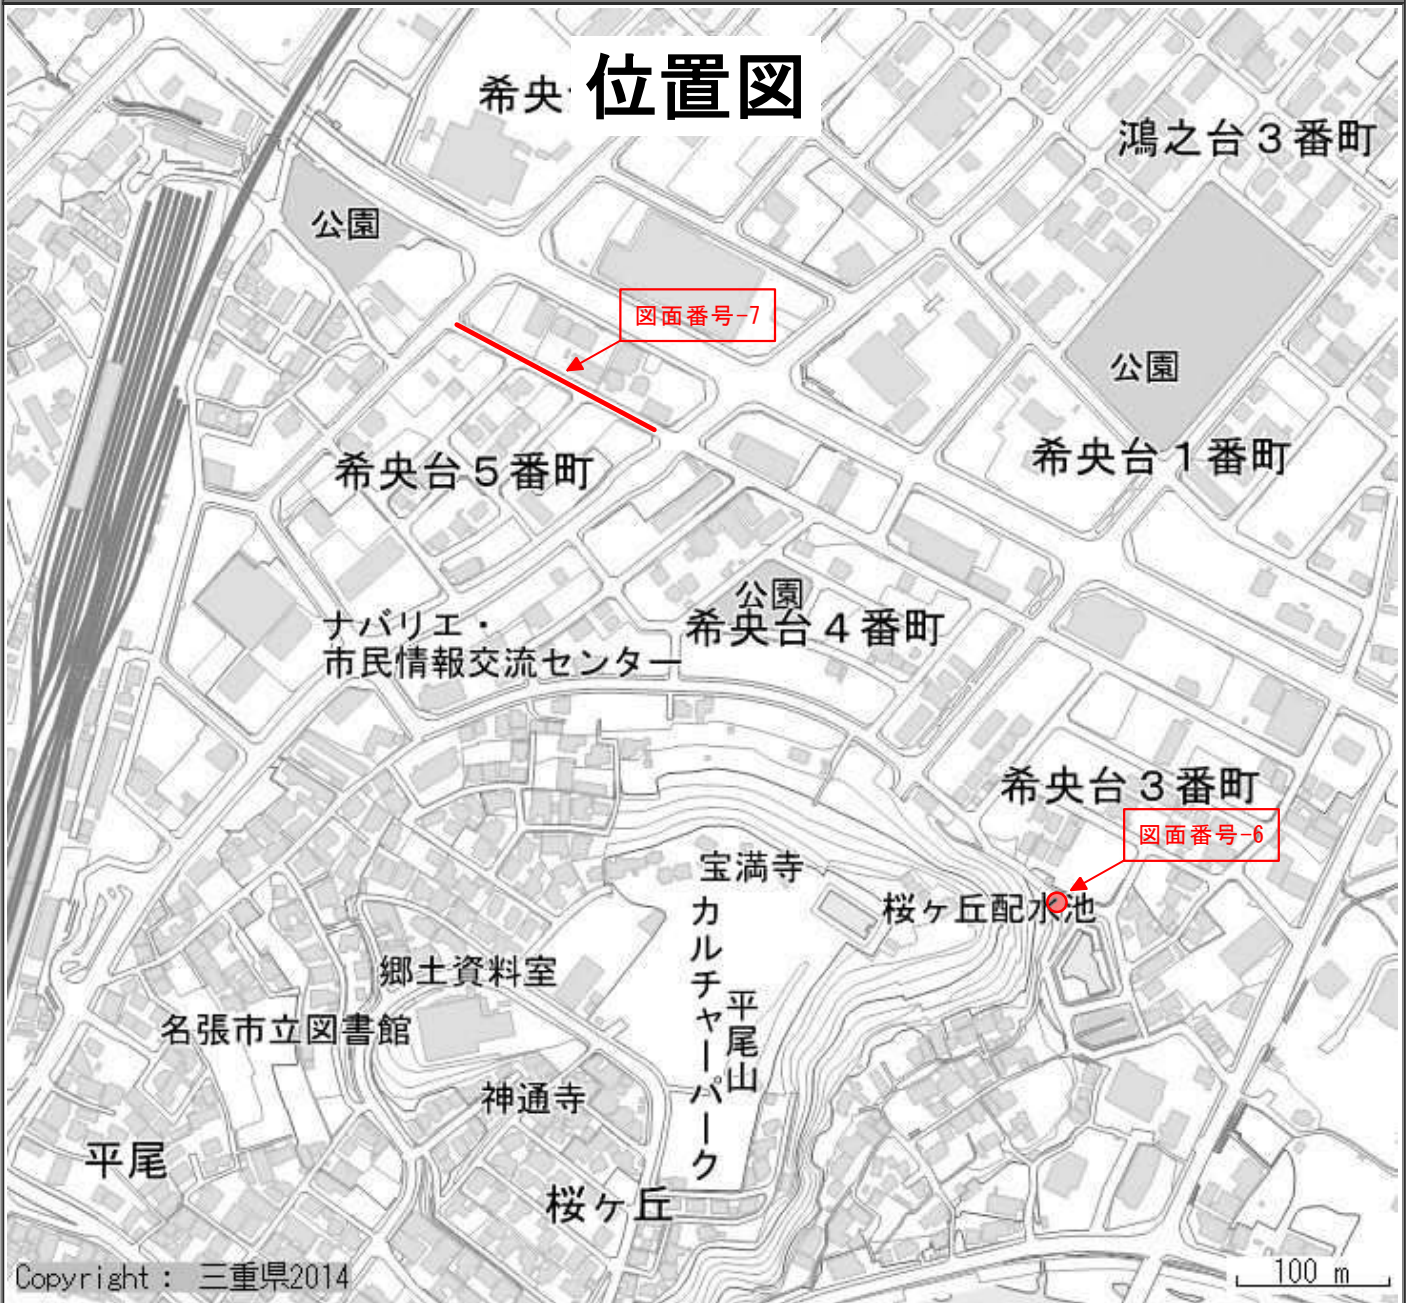 位置図
希央
鴻之台3番町
公園
図面番号-7
公園
希央台1番町
希央台5番町
公園
希央台4番町
ナバリエ・
市民情報交流センター
希央台3番町
図面番号-6
宝満寺
桜ヶ丘配水池
カルチャーパーク
平尾山
郷土資料室
名張市立図書館
神通寺
平尾
桜ヶ丘
Copyright : 三重県2014
100 m